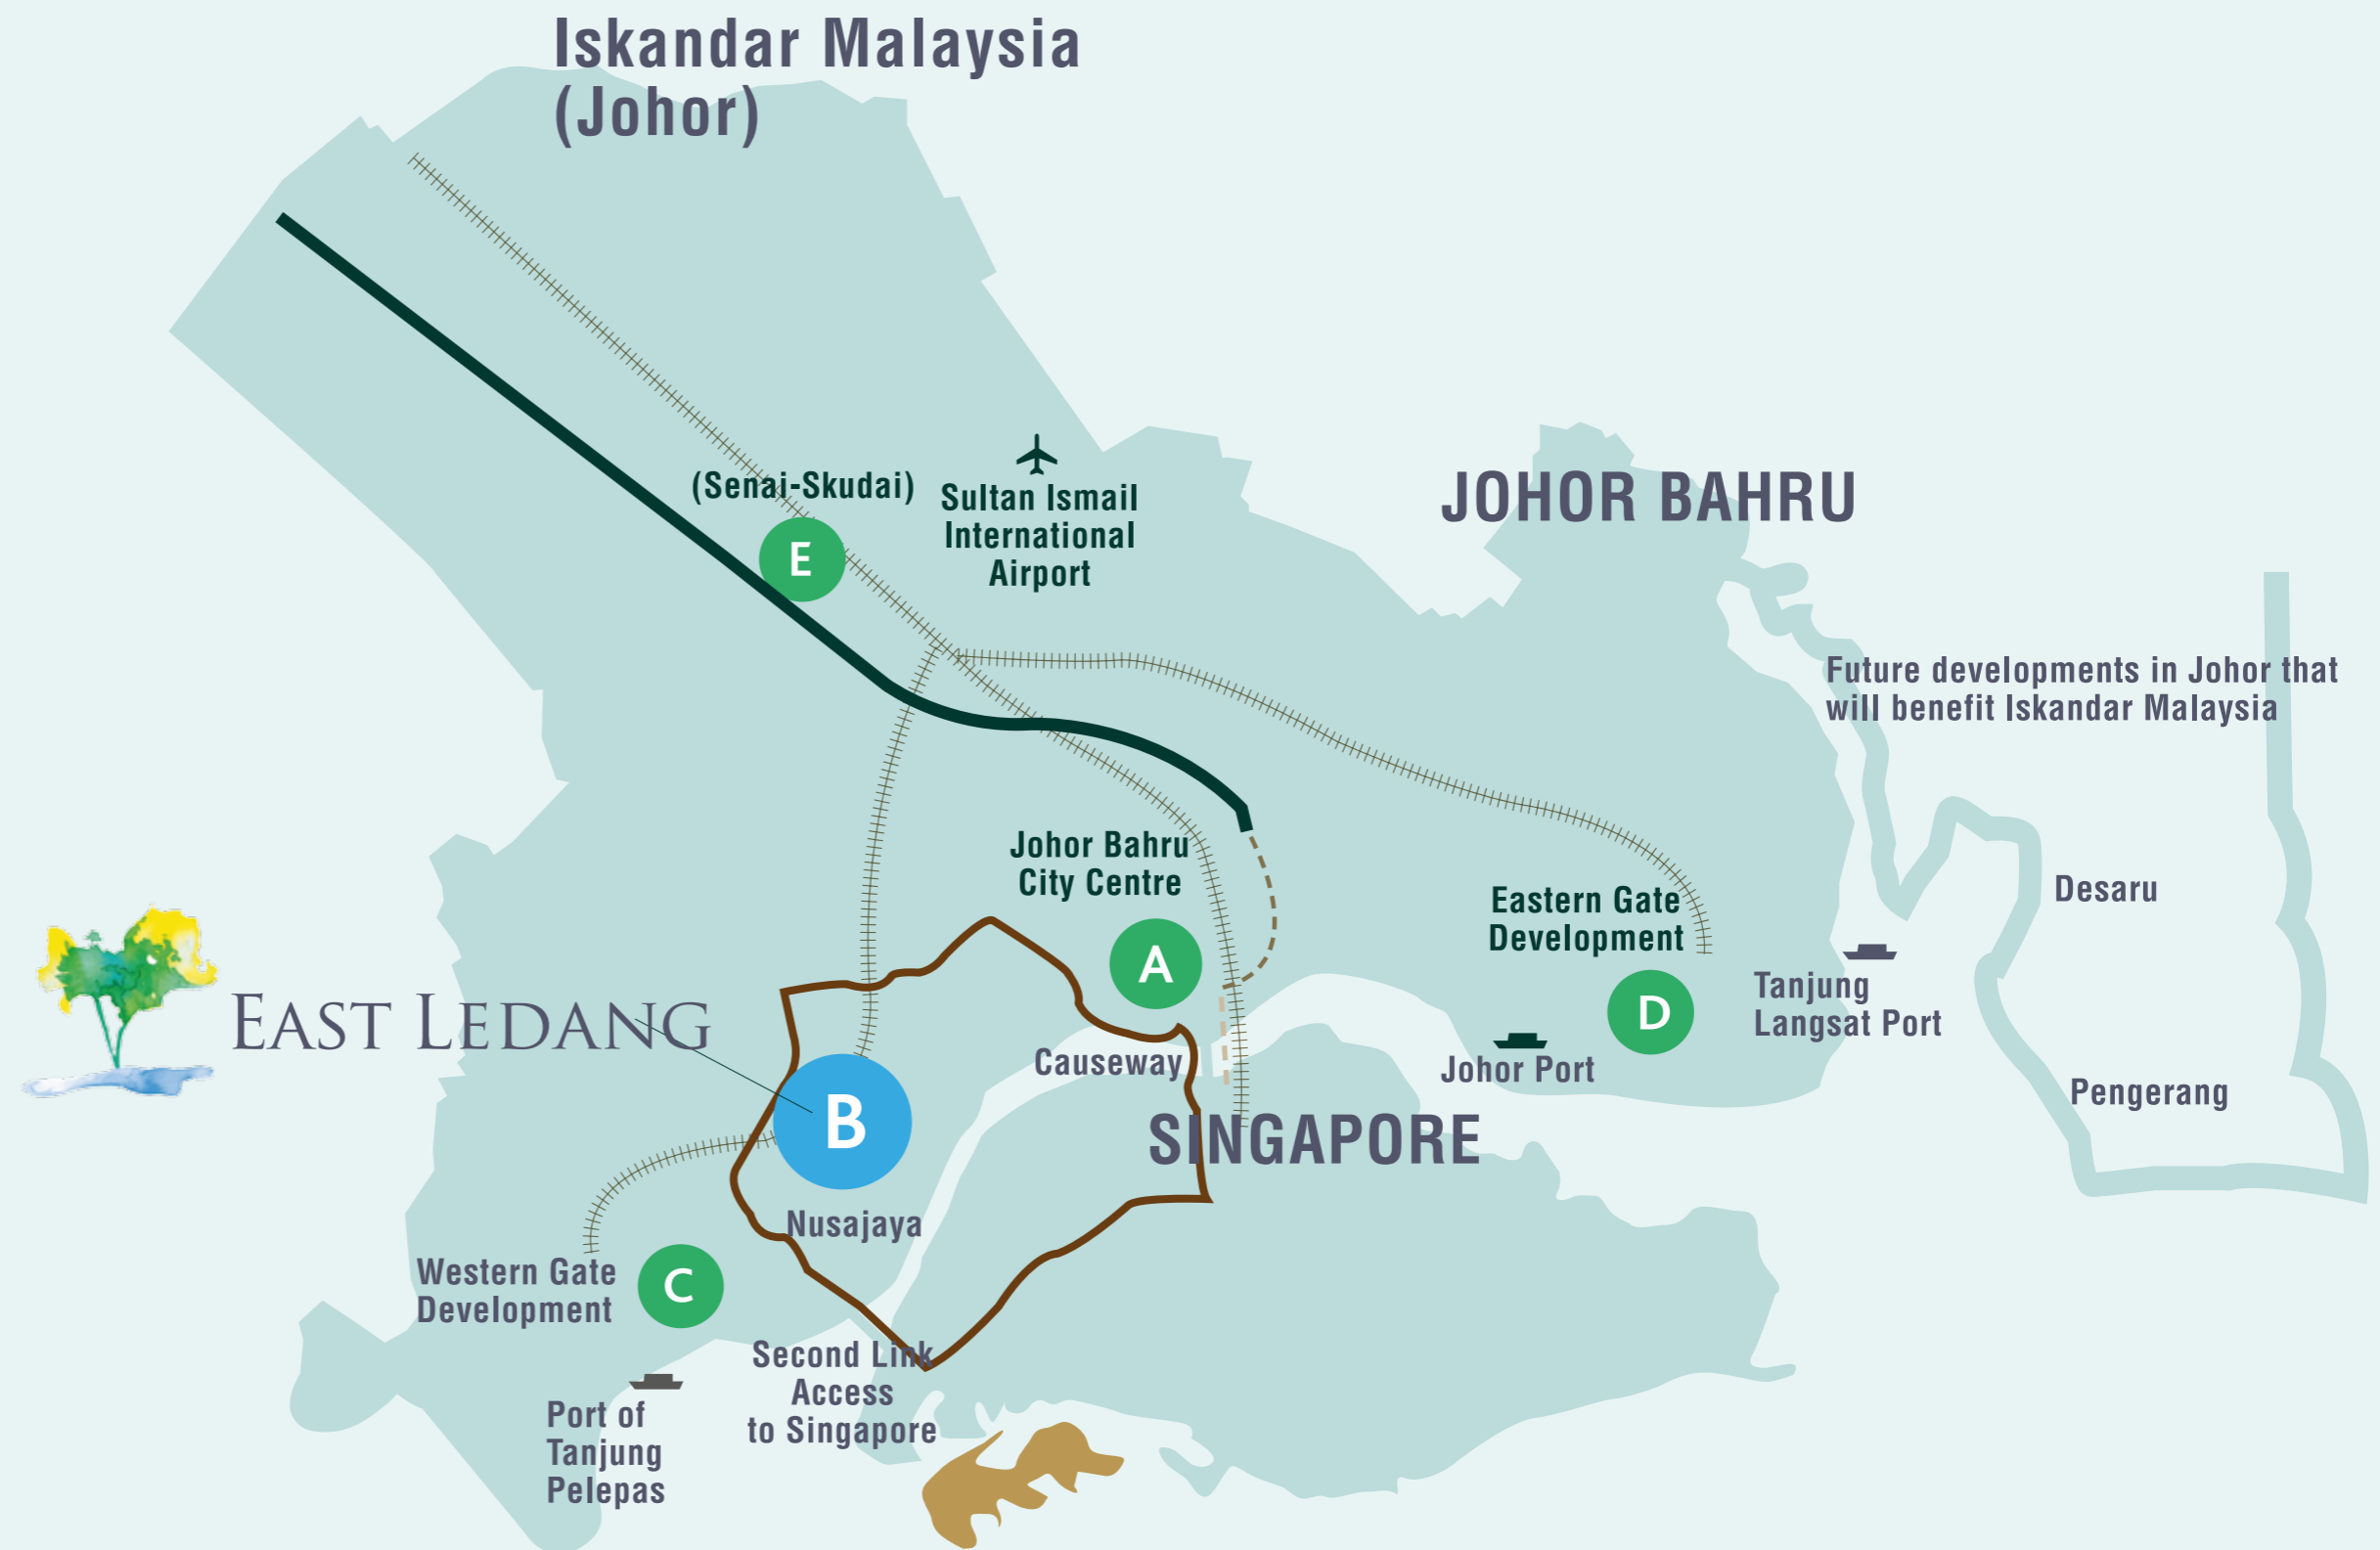 Iskandar Malaysia
(Johor)
(Senai-Skudai)
E
Sultan Ismail
International
Airport
JOHOR BAHRU
Future developments in Johor that
will benefit Iskandar Malaysia
Johor Bahru
City Centre
A
Eastern Gate
Development
D
Desaru
Tanjung
Langsat Port
EAST LEDANG
Causeway
Johor Port
Pengerang
B
SINGAPORE
Nusajaya
Western Gate
Development
C
Second Link
Access
to Singapore
Port of
Tanjung
Pelepas